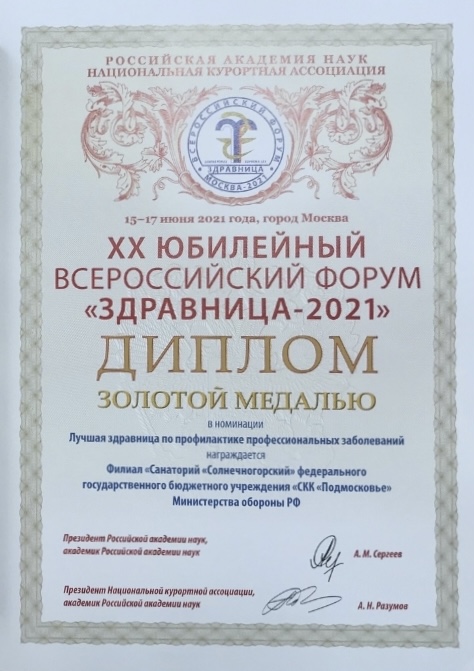 РОССИЙСКАЯ АКАДЕМИЯ НАУК
НАЦИОНАЛЬНАЯ КУРОРТНАЯ АССОЦИАЦИЯ
ВСЕРОССИЙСКИЙ ФОРУМ
ЗДРАВНИЦА
МОСКВА-2021
15–17 июня 2021 года, город Москва
XX ЮБИЛЕЙНЫЙ
ВСЕРОССИЙСКИЙ ФОРУМ
«ЗДРАВНИЦА-2021»
ДИПЛОМ
ЗОЛОТОЙ МЕДАЛЬЮ
в номинации
Лучшая здравница по профилактике профессиональных заболеваний
награждается
Филиал «Санаторий «Солнечногорский» федерального
государственного бюджетного учреждения «СКК «Подмосковье»
Министерства обороны РФ
Президент Российской академии наук,
академик Российской академии наук
А. М. Сергеев
Президент Национальной курортной ассоциации,
академик Российской академии наук
А. Н. Разумов